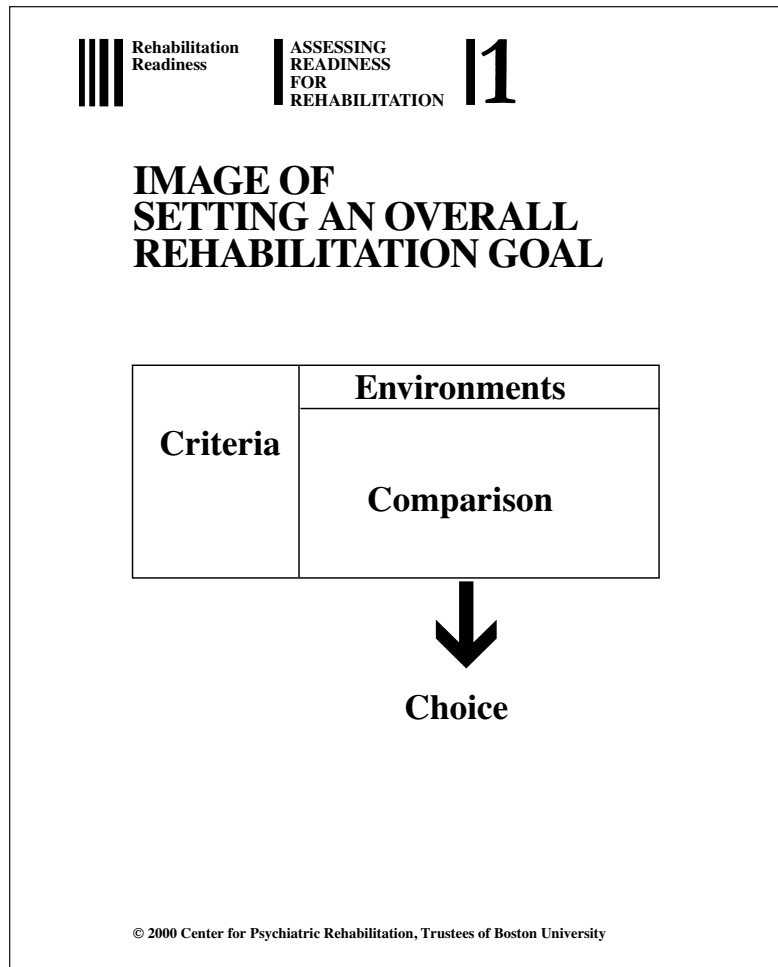 Rehabilitation
Readiness
ASSESSING
READINESS
FOR
REHABILITATION
1
IMAGE OF
SETTING AN OVERALL
REHABILITATION GOAL
Environments
Criteria
Comparison
Choice
© 2000 Center for Psychiatric Rehabilitation, Trustees of Boston University